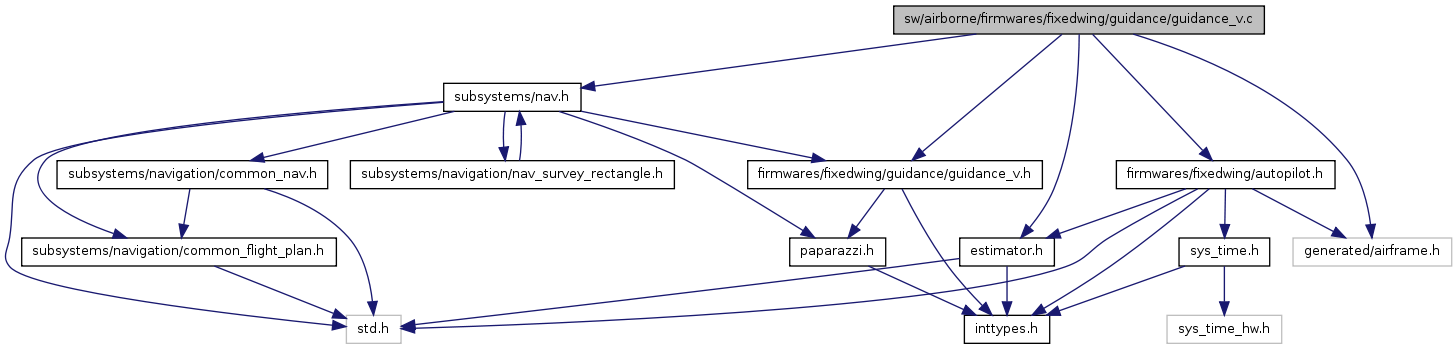 sw/airborne/firmwares/fixedwing/guidance/guidance_v.c
subsystems/nav.h
subsystems/navigation/common_nav.h
subsystems/navigation/nav_survey_rectangle.h
firmwares/fixedwing/guidance/guidance_v.h
firmwares/fixedwing/autopilot.h
subsystems/navigation/common_flight_plan.h
paparazzi.h
estimator.h
sys_time.h
generated/airframe.h
std.h
inttypes.h
sys_time_hw.h